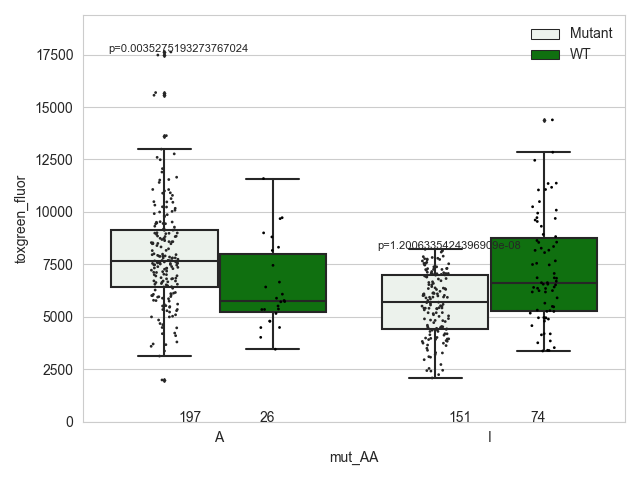 Mutant
WT
p=0.0035275193273767024
p=1.2006335424396909e-08
17500
15000
12500
10000
7500
5000
2500
0
toxgreen_fluor
197 26 151 74
A I
mut_AA